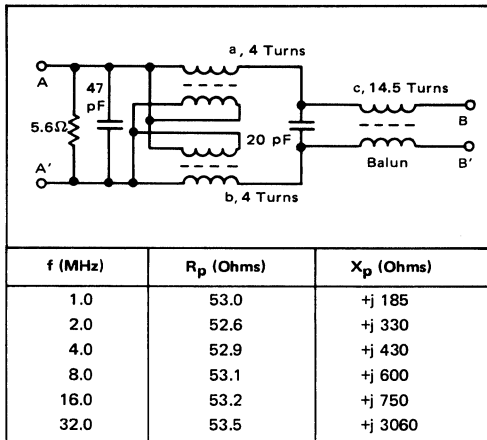 a, 4 Turns
A
47
pF
5.6Ω
20 pF
c, 14.5 Turns
B
B'
Balun
A'
b, 4 Turns
f (MHz) Rp (Ohms) Xp (Ohms)
1.0 53.0 +j 185
2.0 52.6 +j 330
4.0 52.9 +j 430
8.0 53.1 +j 600
16.0 53.2 +j 750
32.0 53.5 +j 3060